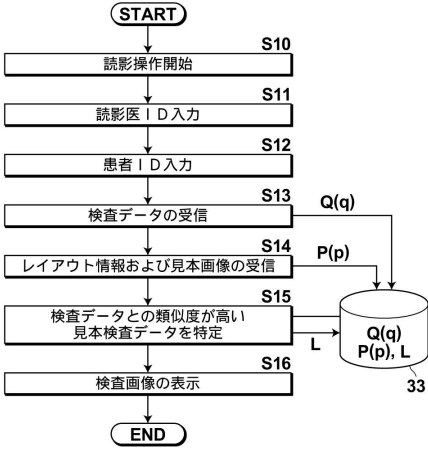 START
S10
読影操作開始
S11
読影医ID入力
S12
患者ID入力
S13
検査データの受信
Q(q)
S14
レイアウト情報および見本画像の受信
P(p)
S15
検査データとの類似度が高い
見本検査データを特定
L
Q(q)
P(p), L
33
S16
検査画像の表示
END